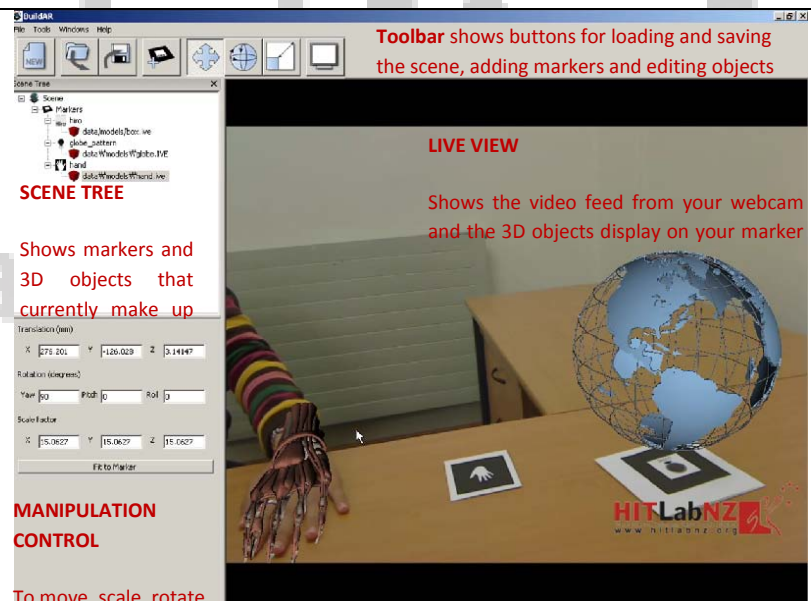 BuildAR
File Tools Windows Help
NEW
Toolbar shows buttons for loading and saving
the scene, adding markers and editing objects
Scene Tree
Scene
Markers
hiro
data/models/box.ive
globe_pattern
data₩models₩globe.IVE
hand
data₩models₩hand.ive
SCENE TREE
Shows markers and
3D objects that
currently make up
LIVE VIEW
Shows the video feed from your webcam
and the 3D objects display on your marker
Translation (mm)
X 276.201 Y -126.028 Z 3.14147
Rotation (degrees)
Yaw 90 Pitch 0 Roll 0
Scale Factor
X 15.0627 Y 15.0627 Z 15.0627
Fit to Marker
MANIPULATION
CONTROL
To move, scale, rotate
HITLabNZ
www.hitlabnz.org